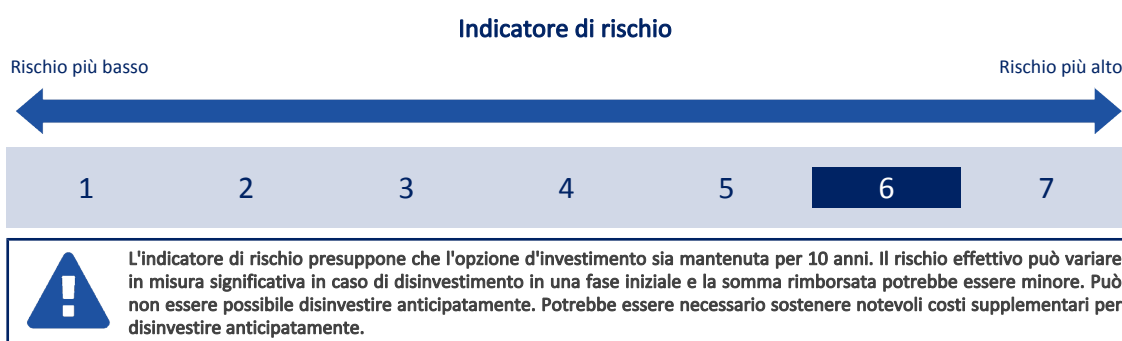 Indicatore di rischio
Rischio più basso
Rischio più alto
1 2 3 4 5 6 7
L'indicatore di rischio presuppone che l'opzione d'investimento sia mantenuta per 10 anni. Il rischio effettivo può variare
in misura significativa in caso di disinvestimento in una fase iniziale e la somma rimborsata potrebbe essere minore. Può
non essere possibile disinvestire anticipatamente. Potrebbe essere necessario sostenere notevoli costi supplementari per
disinvestire anticipatamente.